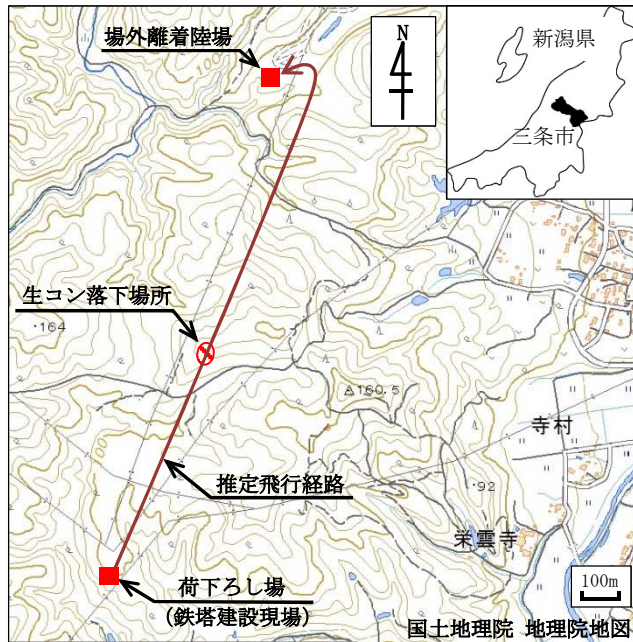 場外離着陸場
100
N
新潟県
三条市
生コン落下場所
・164
△160.5
寺村
推定飛行経路
・92
栄雲寺
荷下ろし場
(鉄塔建設現場)
100m
国土地理院 地理院地図